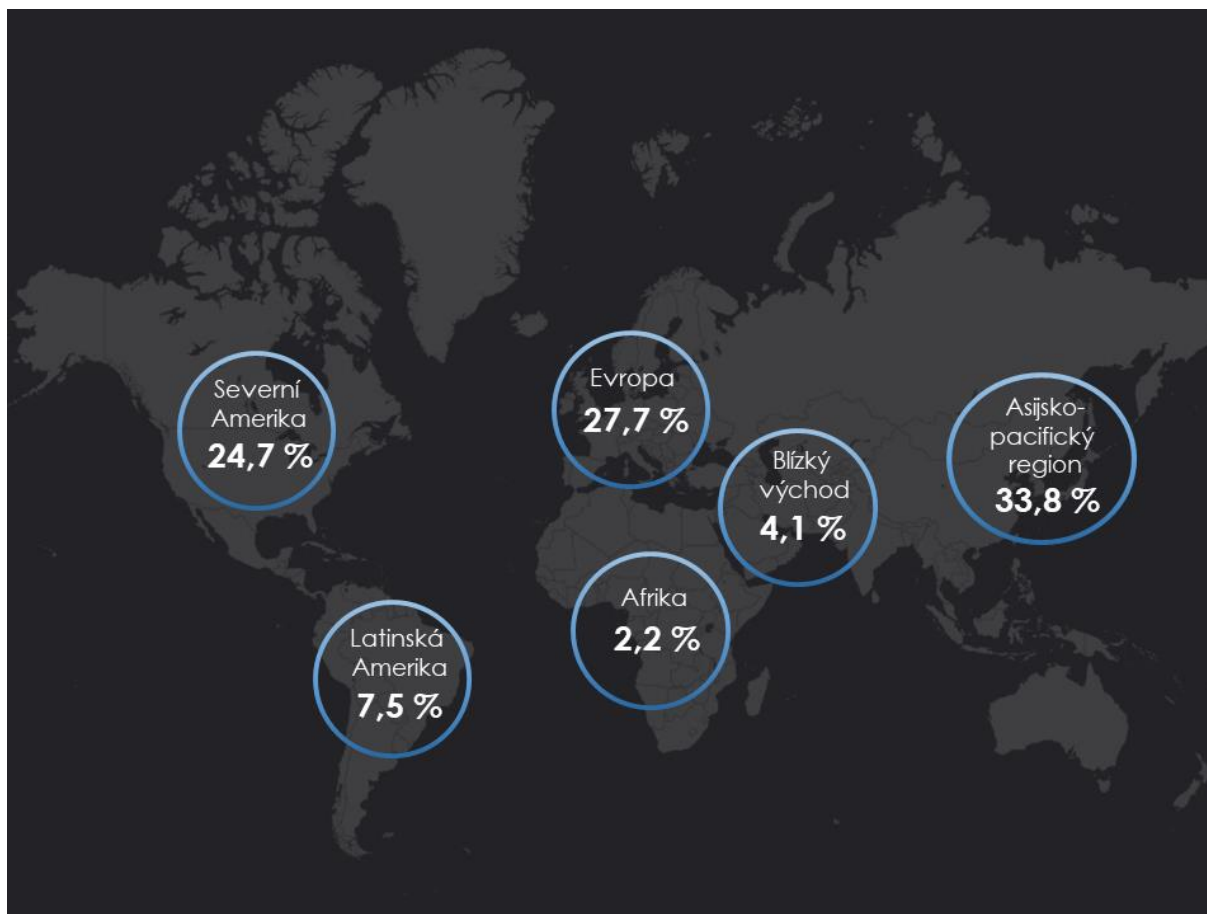 Severní
Amerika
24,7 %
Evropa
27,7 %
Asijsko-
pacifický
region
33,8 %
Blízký
východ
4,1 %
Afrika
2,2 %
Latinská
Amerika
7,5 %